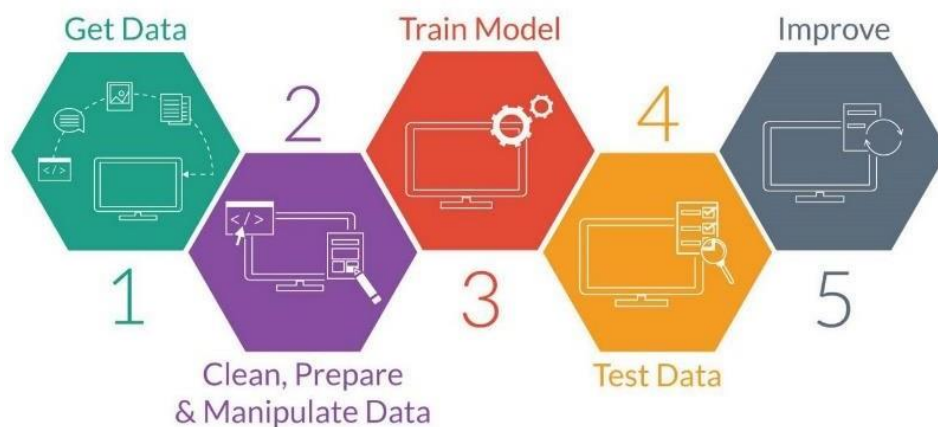 Get Data
1
2
Clean, Prepare
& Manipulate Data
Train Model
3
4
Test Data
Improve
5
</>
</>